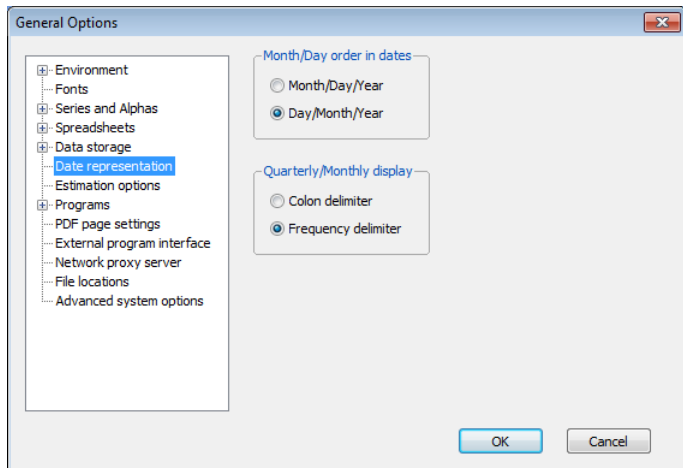 General Options
Environment
Fonts
Series and Alphas
Spreadsheets
Data storage
Date representation
Estimation options
Programs
PDF page settings
External program interface
Network proxy server
File locations
Advanced system options
Month/Day order in dates
Month/Day/Year
Day/Month/Year
Quarterly/Monthly display
Colon delimiter
Frequency delimiter
OK
Cancel